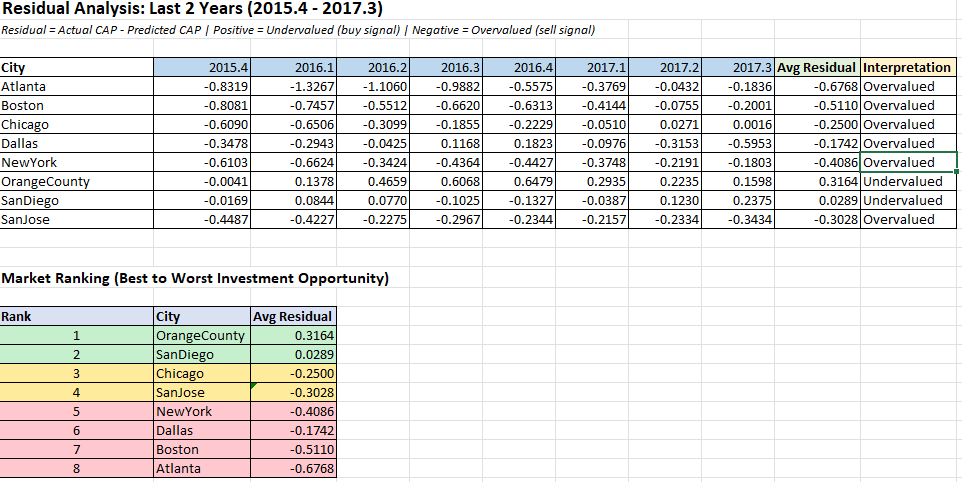 Residual Analysis: Last 2 Years (2015.4 - 2017.3)
Residual = Actual CAP - Predicted CAP | Positive = Undervalued (buy signal) | Negative = Overvalued (sell signal)
City 2015.4 2016.1 2016.2 2016.3 2016.4 2017.1 2017.2 2017.3 Avg Residual Interpretation
Atlanta -0.8319 -1.3267 -1.1060 -0.9882 -0.5575 -0.3769 -0.0432 -0.1836 -0.6768 Overvalued
Boston -0.8081 -0.7457 -0.5512 -0.6620 -0.6313 -0.4144 -0.0755 -0.2001 -0.5110 Overvalued
Chicago -0.6090 -0.6506 -0.3099 -0.1855 -0.2229 -0.0510 0.0271 0.0016 -0.2500 Overvalued
Dallas -0.3478 -0.2943 -0.0425 0.1168 0.1823 -0.0976 -0.3153 -0.5953 -0.1742 Overvalued
NewYork -0.6103 -0.6624 -0.3424 -0.4364 -0.4427 -0.3748 -0.2191 -0.1803 -0.4086 Overvalued
OrangeCounty -0.0041 0.1378 0.4659 0.6068 0.6479 0.2935 0.2235 0.1598 0.3164 Undervalued
SanDiego -0.0169 0.0844 0.0770 -0.1025 -0.1327 -0.0387 0.1230 0.2375 0.0289 Undervalued
SanJose -0.4487 -0.4227 -0.2275 -0.2967 -0.2344 -0.2157 -0.2334 -0.3434 -0.3028 Overvalued
Market Ranking (Best to Worst Investment Opportunity)
Rank City Avg Residual
1 OrangeCounty 0.3164
2 SanDiego 0.0289
3 Chicago -0.2500
4 SanJose -0.3028
5 NewYork -0.4086
6 Dallas -0.1742
7 Boston -0.5110
8 Atlanta -0.6768